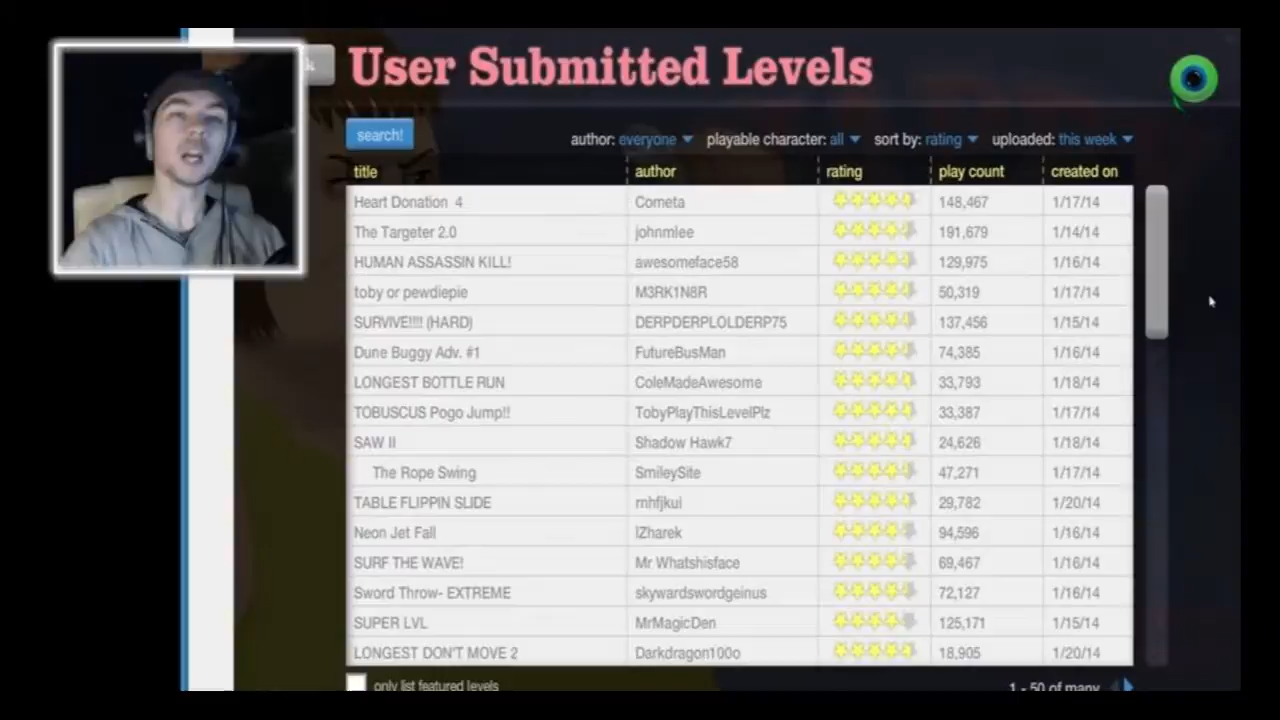 k
User Submitted Levels
search! author: everyone playable character: all sort by: rating uploaded: this week
title author rating play count created on
Heart Donation 4 Cometa 148,467 1/17/14
The Targeter 2.0 johnmlee 191,679 1/14/14
HUMAN ASSASSIN KILL! awesomeface58 129,975 1/16/14
toby or pewdiepie M3RK1N8R 50,319 1/17/14
SURVIVE!!!! (HARD) DERPDERPLOLDERP75 137,456 1/15/14
Dune Buggy Adv. #1 FutureBusMan 74,385 1/16/14
LONGEST BOTTLE RUN ColeMadeAwesome 33,793 1/18/14
TOBUSCUS Pogo Jump!! TobyPlayThisLevelPlz 33,387 1/17/14
SAW II Shadow Hawk7 24,626 1/18/14
The Rope Swing SmileySite 47,271 1/17/14
TABLE FLIPPIN SLIDE 29,782 1/20/14
Neon Jet Fall 94,596 1/16/14
SURF THE WAVE! Mr Whatshisface 69,467 1/16/14
Sword Throw- EXTREME skywardswordgeinus 72,127 1/16/14
SUPER LVL MrMagicDen 125,171 1/15/14
LONGEST DON'T MOVE 2 Darkdragon100o 18,905 1/20/14
only list featured levels 1 - 50 of many